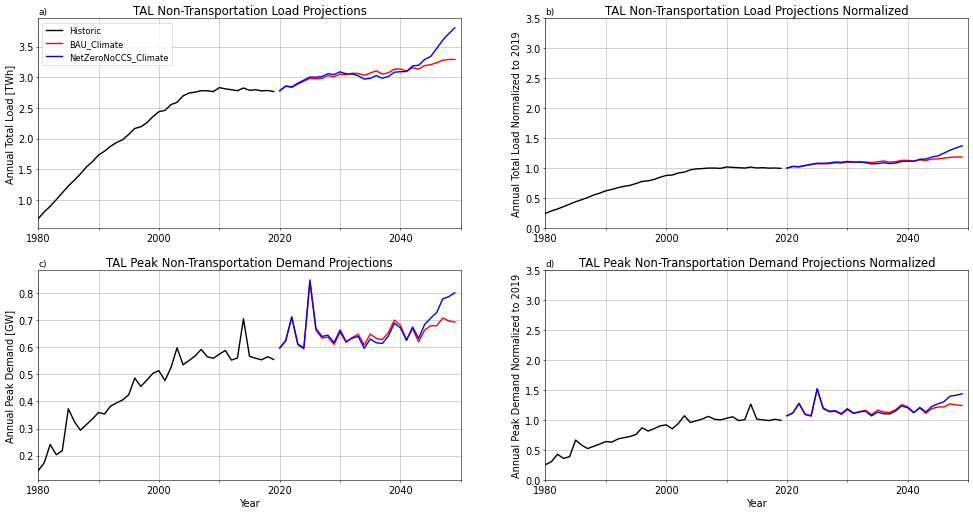 a) TAL Non-Transportation Load Projections
Historic
BAU_Climate
NetZeroNoCCS_Climate
Annual Total Load [TWh]
3.5
3.0
2.5
2.0
1.5
1.0
1980 2000 2020 2040
b) TAL Non-Transportation Load Projections Normalized
Annual Total Load Normalized to 2019
3.5
3.0
2.5
2.0
1.5
1.0
0.5
0.0
1980 2000 2020 2040
c) TAL Peak Non-Transportation Demand Projections
Annual Peak Demand [GW]
0.8
0.7
0.6
0.5
0.4
0.3
0.2
1980 2000 2020 2040
Year
d) TAL Peak Non-Transportation Demand Projections Normalized
Annual Peak Demand Normalized to 2019
3.5
3.0
2.5
2.0
1.5
1.0
0.5
0.0
1980 2000 2020 2040
Year